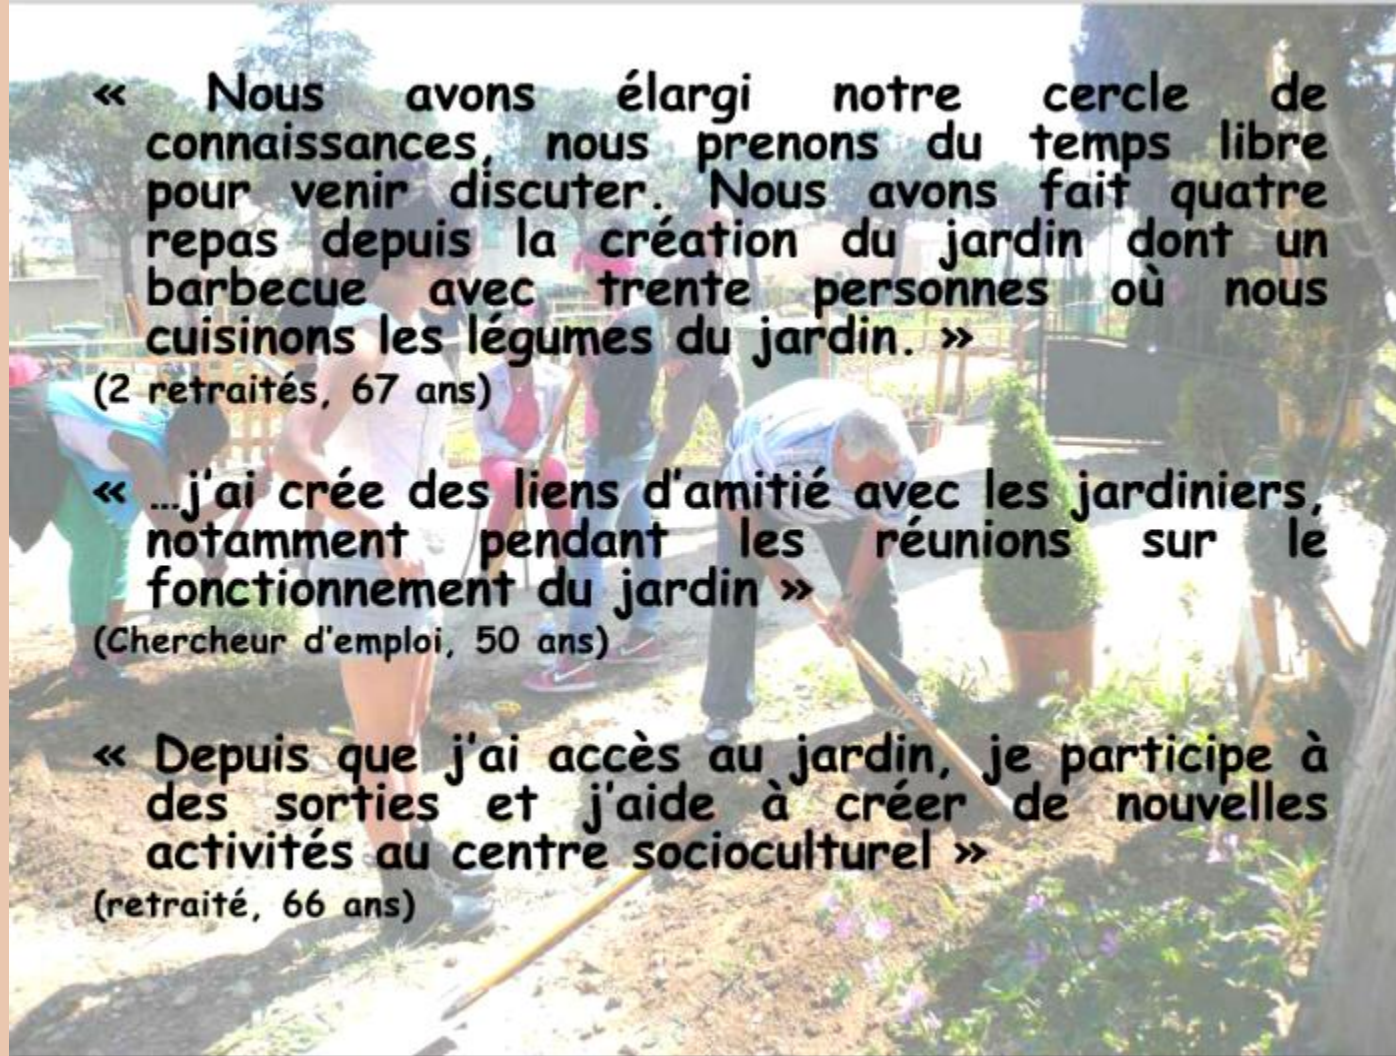 « Nous avons élargi notre cercle de
connaissances, nous prenons du temps libre
pour venir discuter. Nous avons fait quatre
repas depuis la création du jardin dont un
barbecue avec trente personnes où nous
cuisinons les légumes du jardin. »
(2 retraités, 67 ans)
« …j'ai crée des liens d'amitié avec les jardiniers,
notamment pendant les réunions sur le
fonctionnement du jardin »
(Chercheur d'emploi, 50 ans)
« Depuis que j'ai accès au jardin, je participe à
des sorties et j'aide à créer de nouvelles
activités au centre socioculturel »
(retraité, 66 ans)